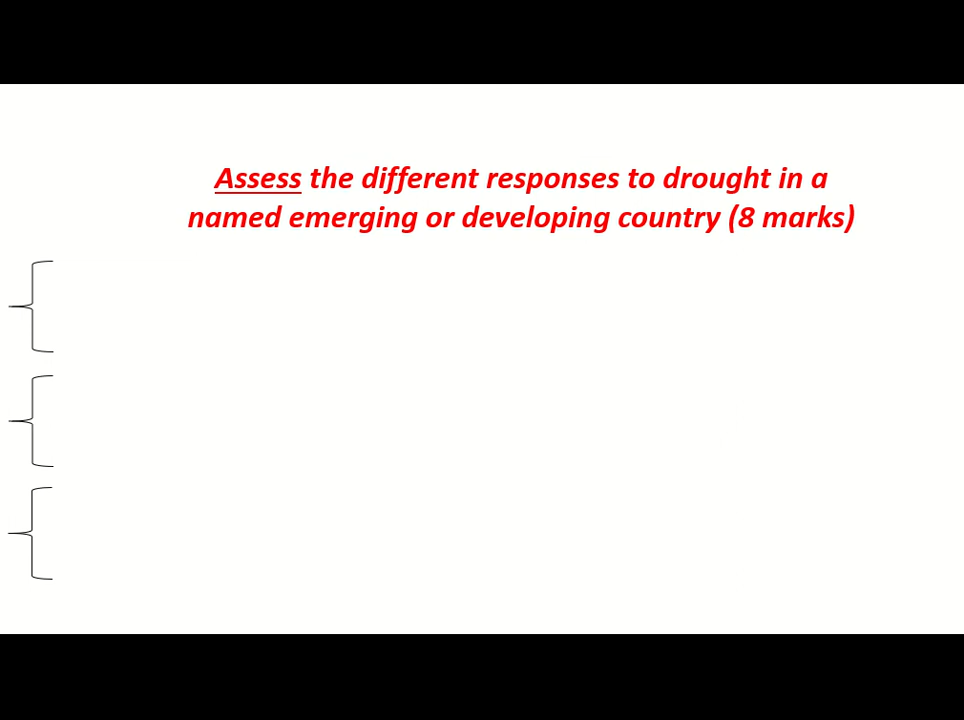 Assess the different responses to drought in a
named emerging or developing country (8 marks)